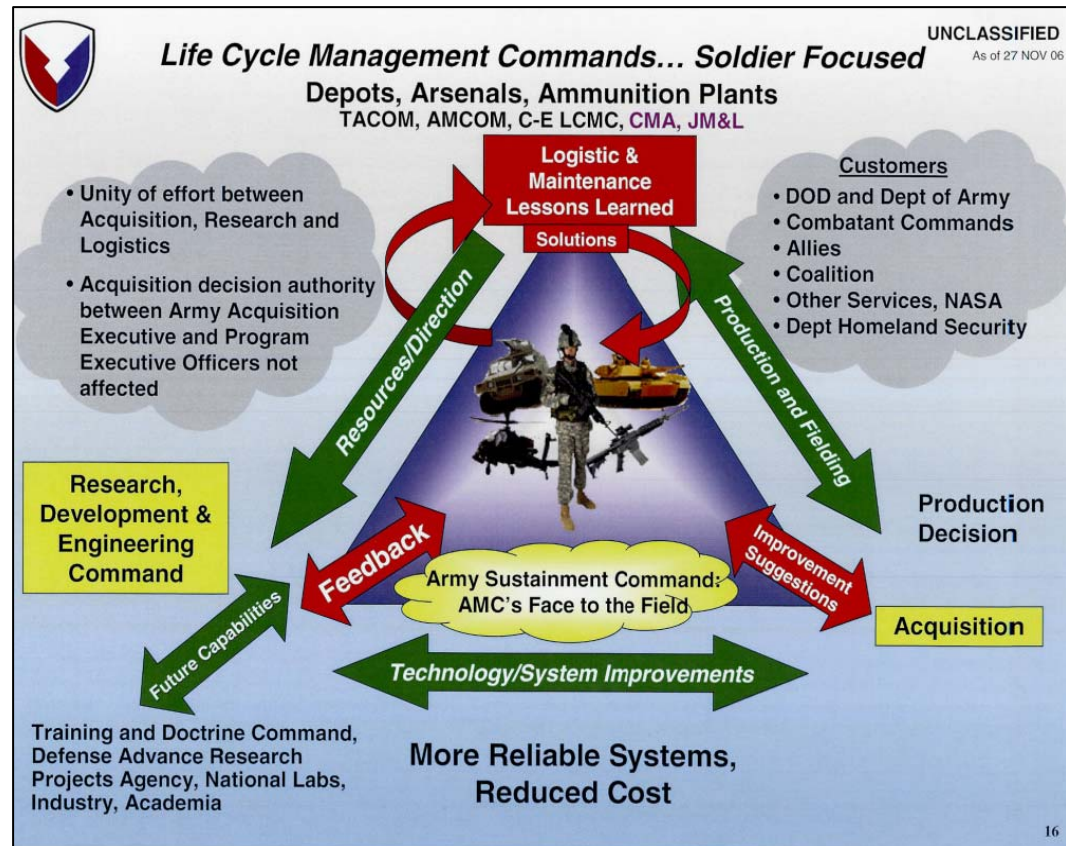 UNCLASSIFIED
As of 27 NOV 06
Life Cycle Management Commands... Soldier Focused
Depots, Arsenals, Ammunition Plants
TACOM, AMCOM, C-E LCMC, CMA, JM&L
Logistic &
Maintenance
Lessons Learned
Solutions
• Unity of effort between
Acquisition, Research and
Logistics
• Acquisition decision authority
between Army Acquisition
Executive and Program
Executive Officers not
affected
Customers
• DOD and Dept of Army
• Combatant Commands
• Allies
• Coalition
• Other Services, NASA
• Dept Homeland Security
Resources/Direction
Production and Fielding
Research,
Development &
Engineering
Command
Production
Decision
Feedback
Improvement
Suggestions
Army Sustainment Command:
AMC's Face to the Field
Acquisition
Future Capabilities
Technology/System Improvements
Training and Doctrine Command,
Defense Advance Research
Projects Agency, National Labs,
Industry, Academia
More Reliable Systems,
Reduced Cost
16